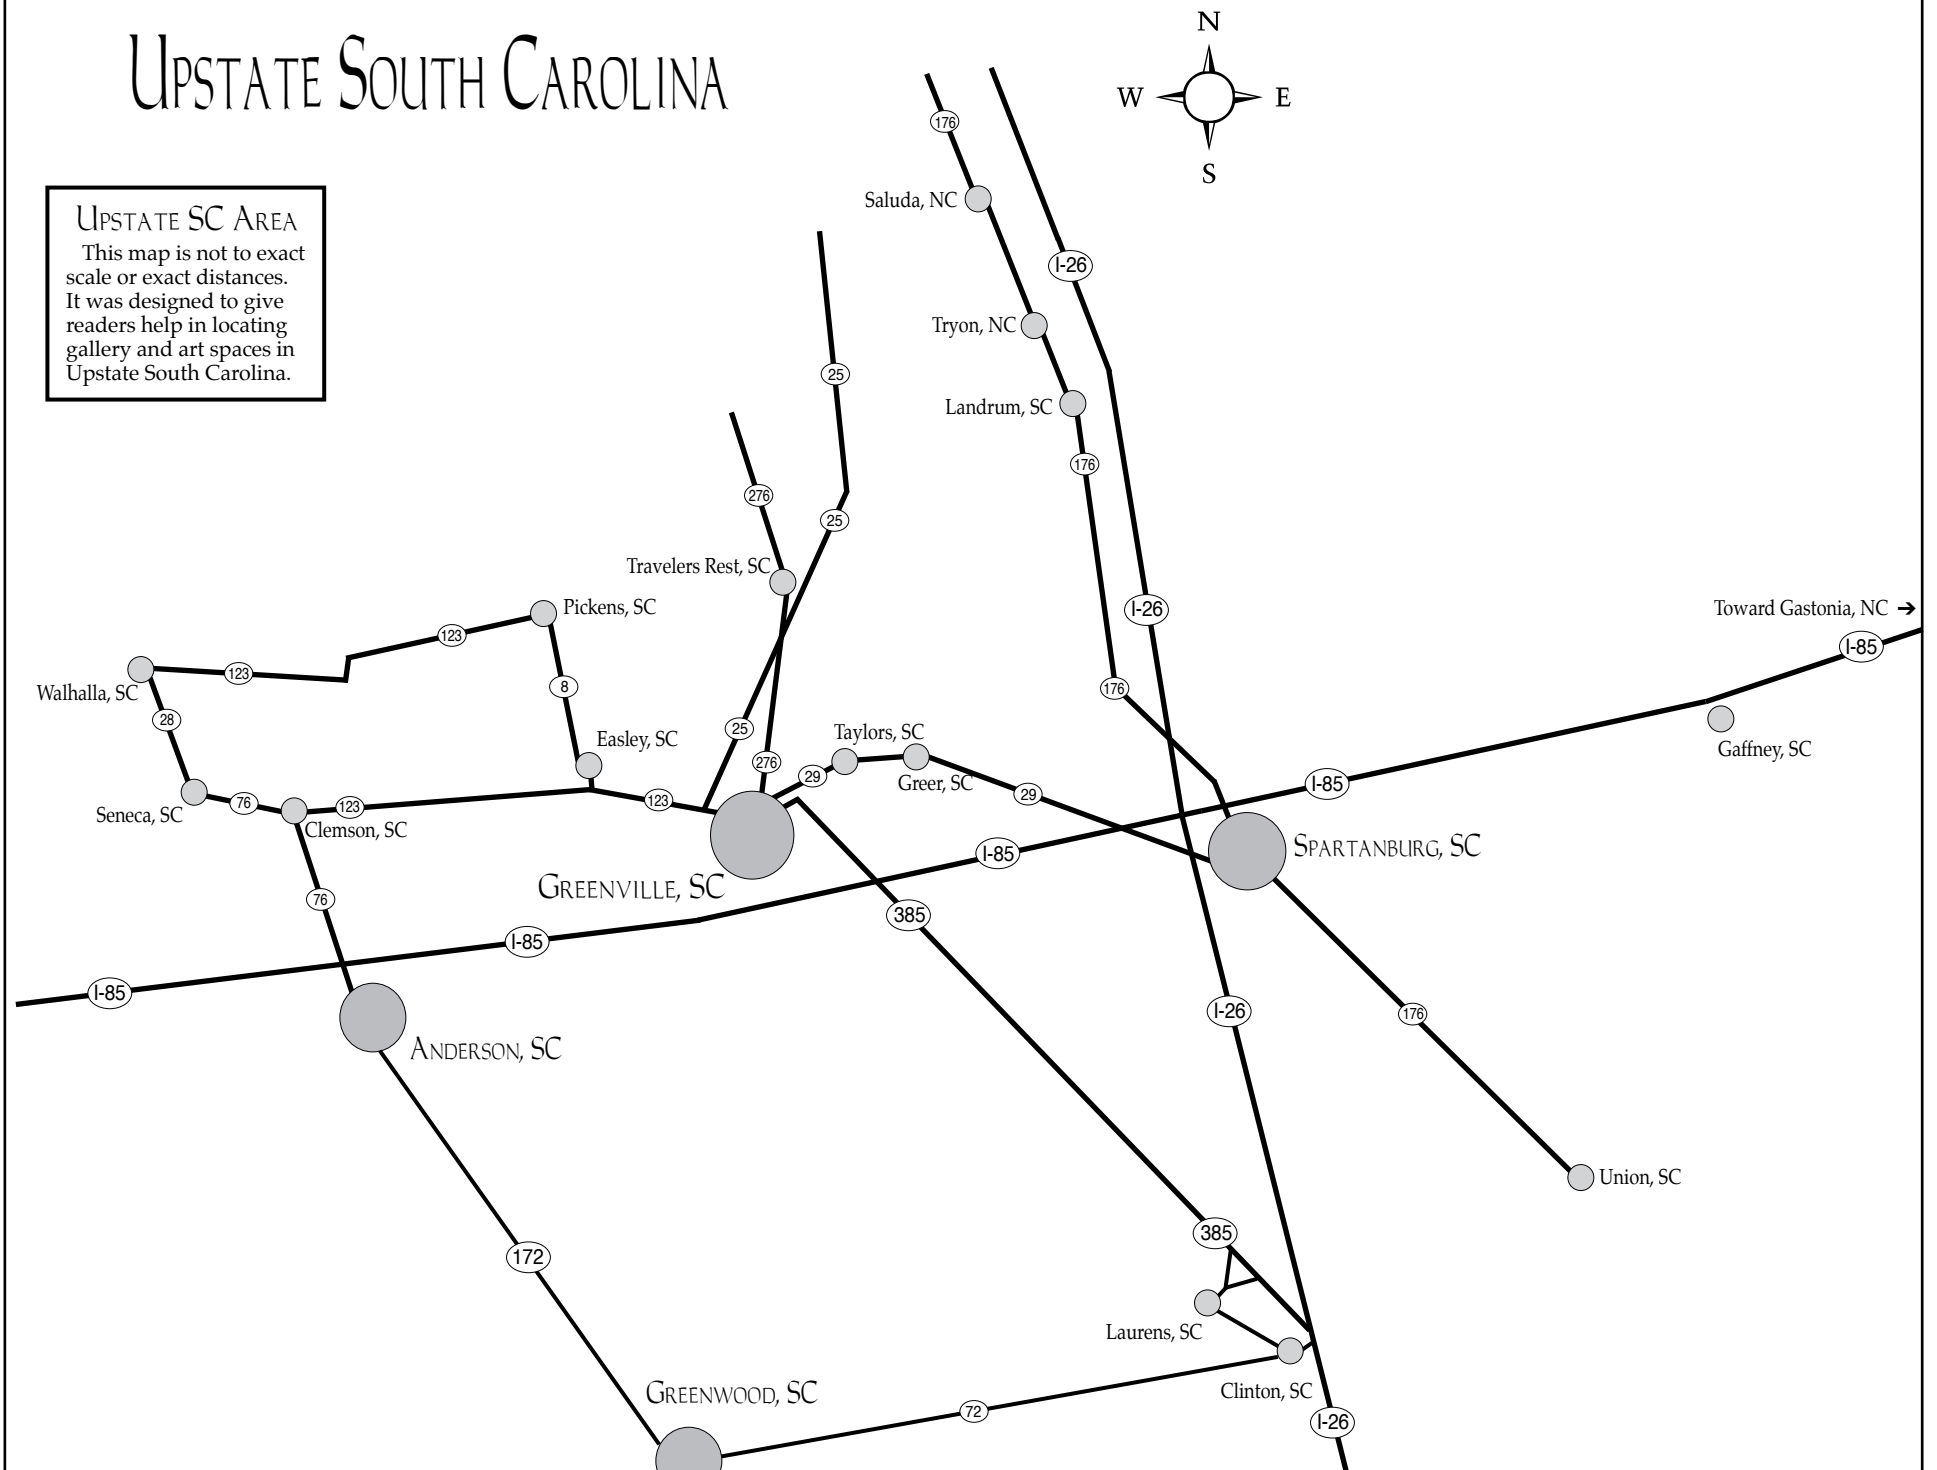 UPSTATE SOUTH CAROLINA
N
W
E
S
UPSTATE SC AREA
This map is not to exact
scale or exact distances.
It was designed to give
readers help in locating
gallery and art spaces in
Upstate South Carolina.
176
Saluda, NC
I-26
Tryon, NC
25
Landrum, SC
176
276
25
Travelers Rest, SC
Pickens, SC
I-26
Toward Gastonia, NC ➔
123
I-85
123
Walhalla, SC
8
176
28
25
Gaffney, SC
Easley, SC
Taylors, SC
276
29
Greer, SC
I-85
29
76
123
123
Seneca, SC
Clemson, SC
SPARTANBURG, SC
I-85
GREENVILLE, SC
76
385
I-85
I-85
I-26
176
ANDERSON, SC
Union, SC
385
172
Laurens, SC
GREENWOOD, SC
Clinton, SC
72
I-26